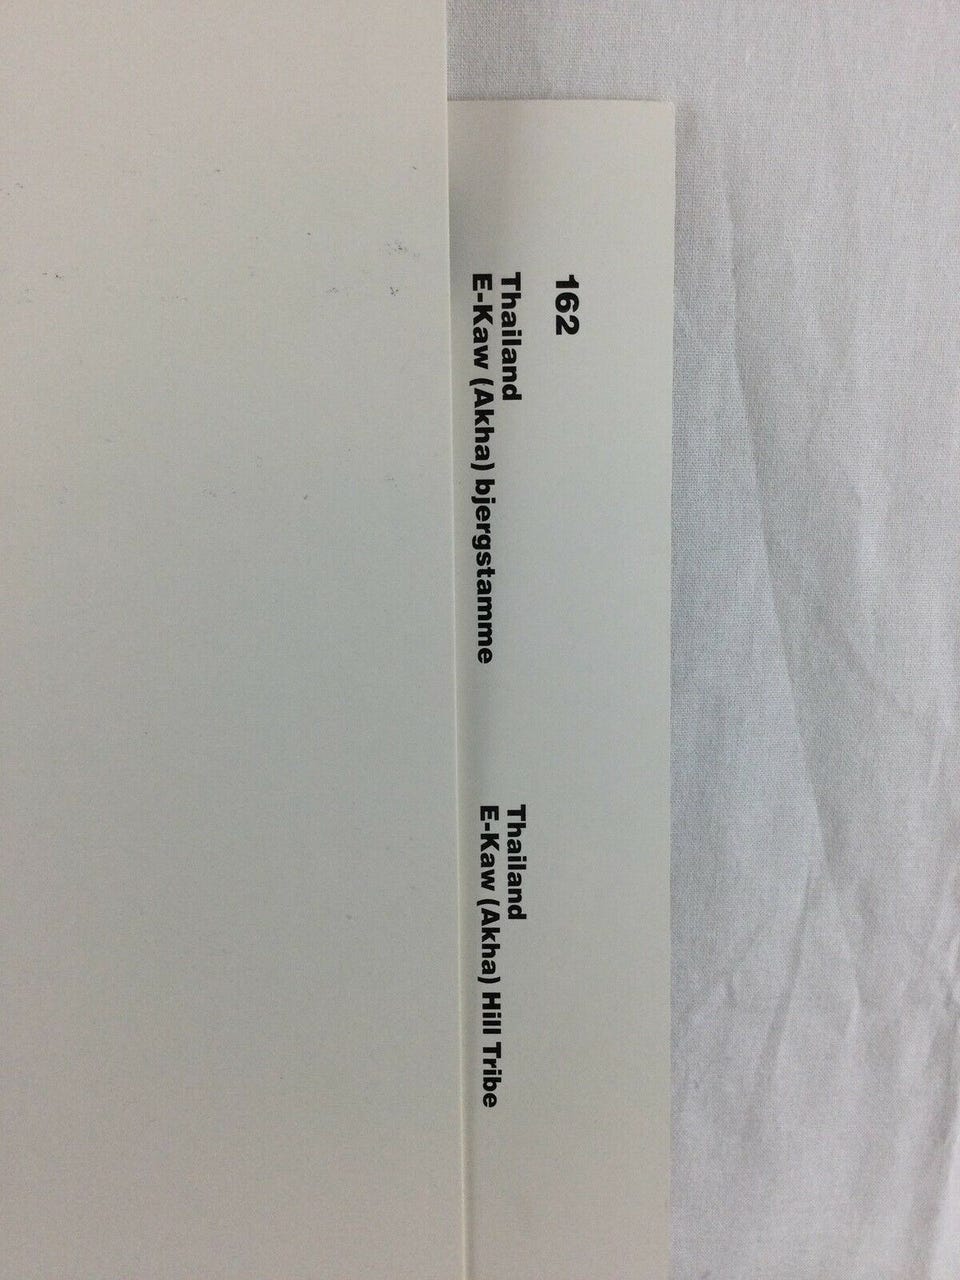 162
Thailand
E-Kaw (Akha) bjergstamme
Thailand
E-Kaw (Akha) Hill Tribe